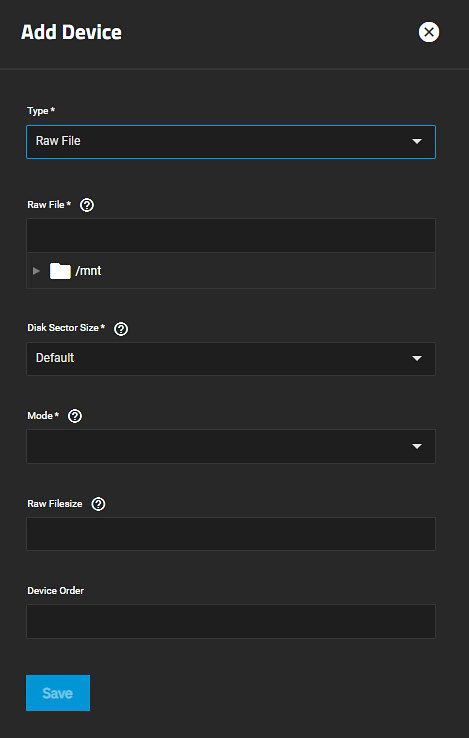 Add Device
Type *
Raw File
Raw File *
/mnt
Disk Sector Size *
Default
Mode *
Raw Filesize
Device Order
Save